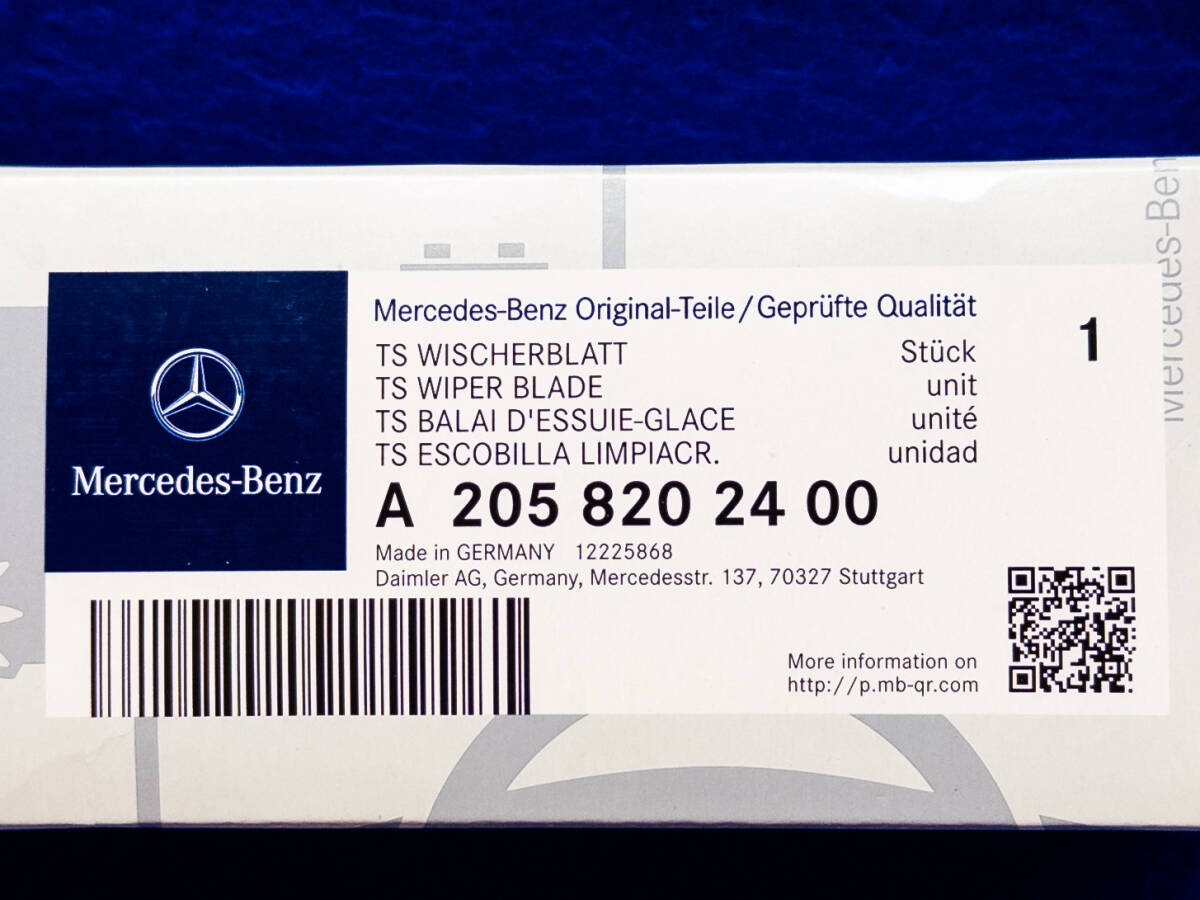 Mercedes-Benz
Mercedes-Benz
Mercedes-Benz Original-Teile/Geprüfte Qualität
TS WISCHERBLATT Stück 1
TS WIPER BLADE unit
TS BALAI D'ESSUIE-GLACE unité
TS ESCOBILLA LIMPIACR. unidad
A 205 820 24 00
Made in GERMANY 12225868
Daimler AG, Germany, Mercedesstr. 137, 70327 Stuttgart
More information on
http://p.mb-qr.com